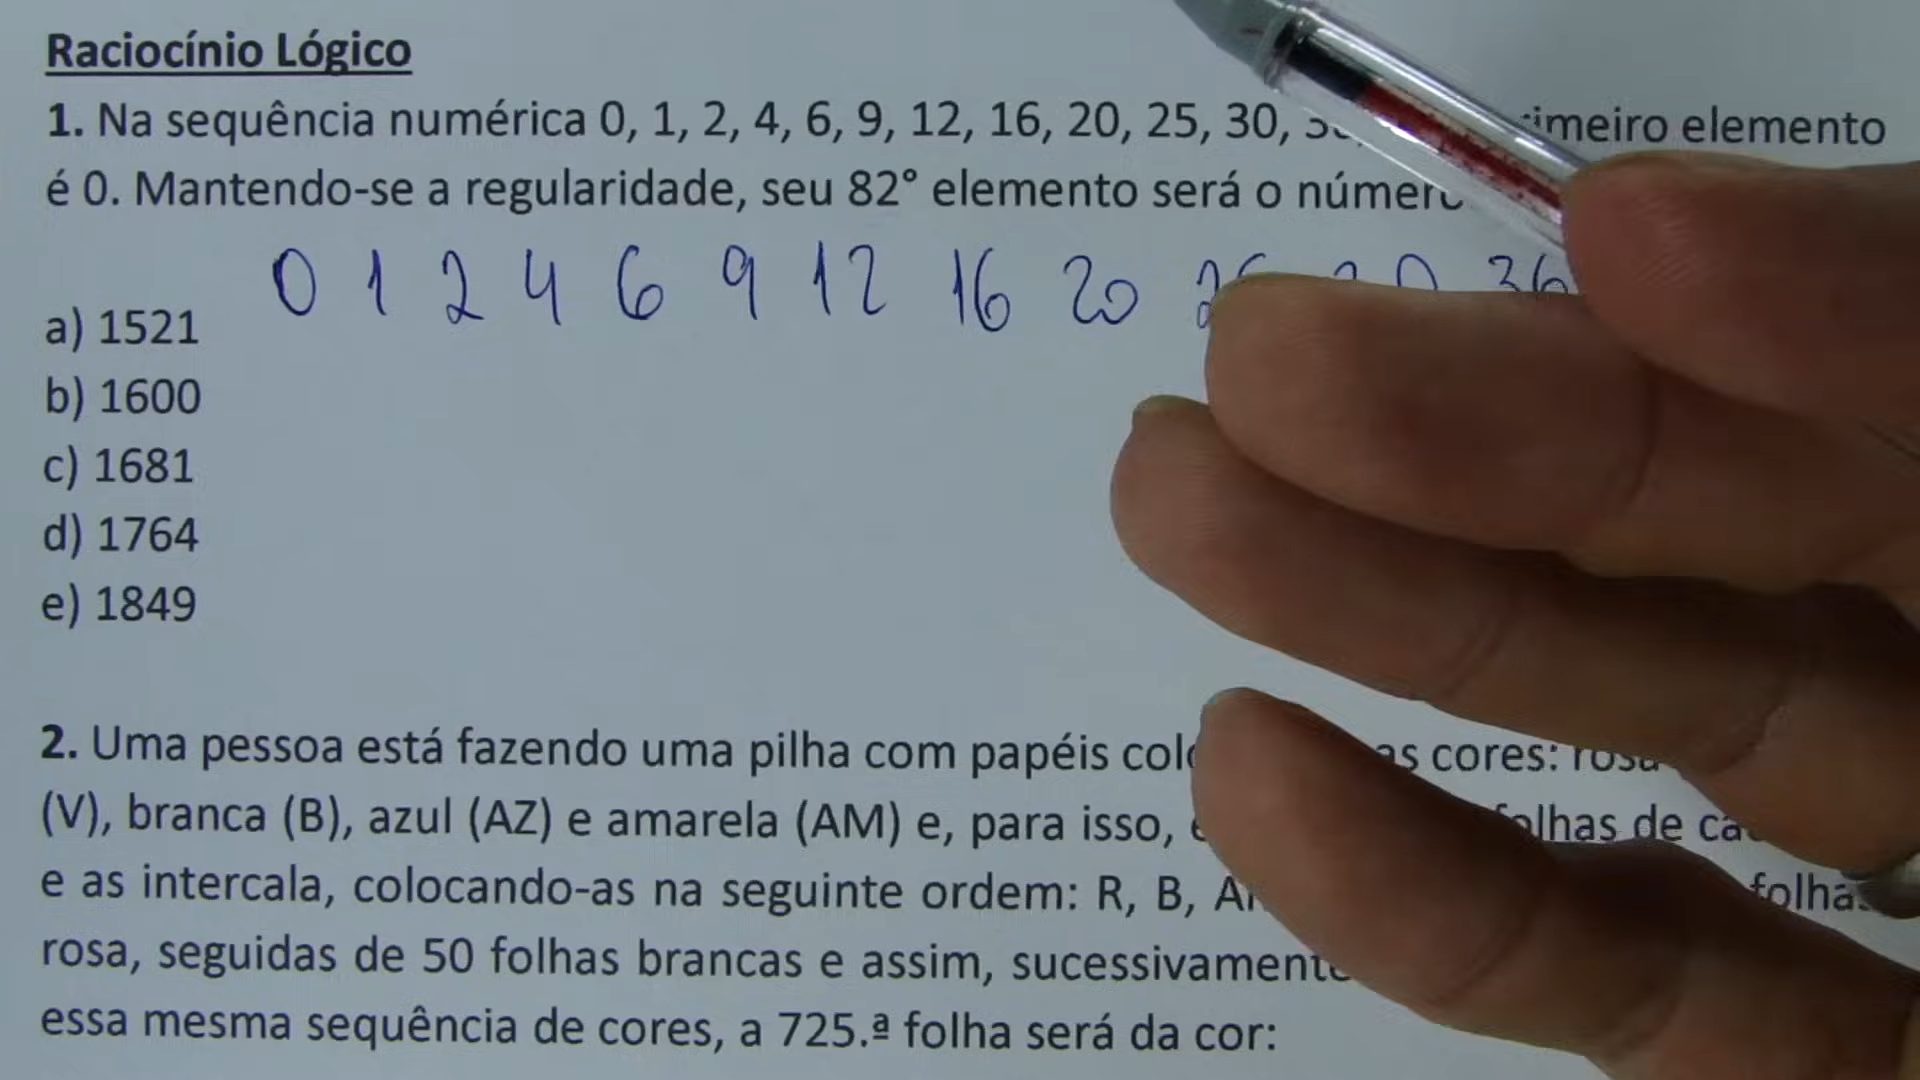 Raciocínio Lógico
1. Na sequência numérica 0, 1, 2, 4, 6, 9, 12, 16, 20, 25, 30, elemento
é 0. Mantendo-se a regularidade, seu 82° elemento será o
0 1 2 4 6 9 12 16 20 36
a) 1521
b) 1600
c) 1681
d) 1764
e) 1849
2. Uma pessoa está fazendo uma pilha com papéis cores:
(V), branca (B), azul (AZ) e amarela (AM) e, para isso, de
e as intercala, colocando-as na seguinte ordem: R, B,
rosa, seguidas de 50 folhas brancas e assim,
essa mesma sequência de cores, a 725.ª folha será da cor: